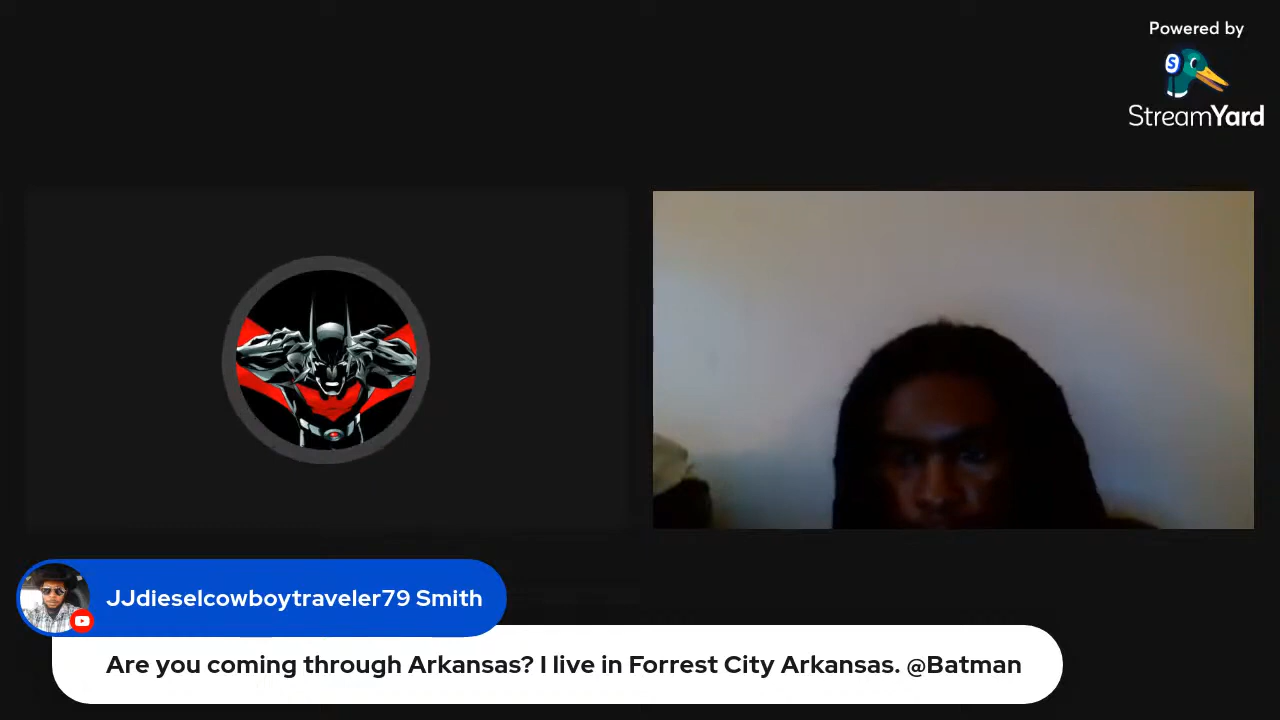 Powered by
StreamYard
JJdieselcowboytraveler79 Smith
Are you coming through Arkansas? I live in Forrest City Arkansas. @Batman